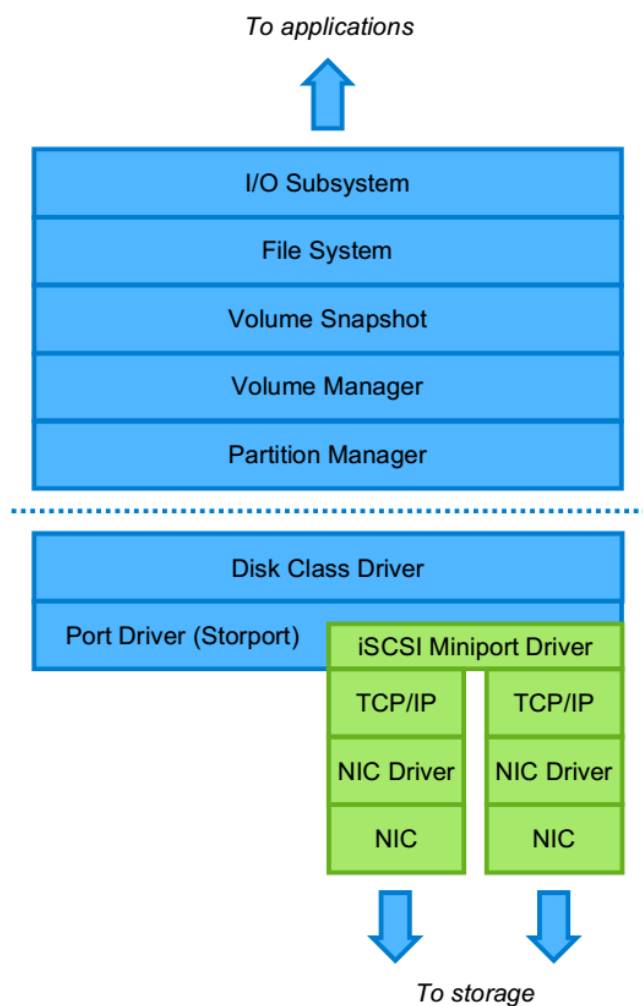 To applications
I/O Subsystem
File System
Volume Snapshot
Volume Manager
Partition Manager
Disk Class Driver
Port Driver (Storport)
iSCSI Miniport Driver
TCP/IP
TCP/IP
NIC Driver
NIC Driver
NIC
NIC
To storage